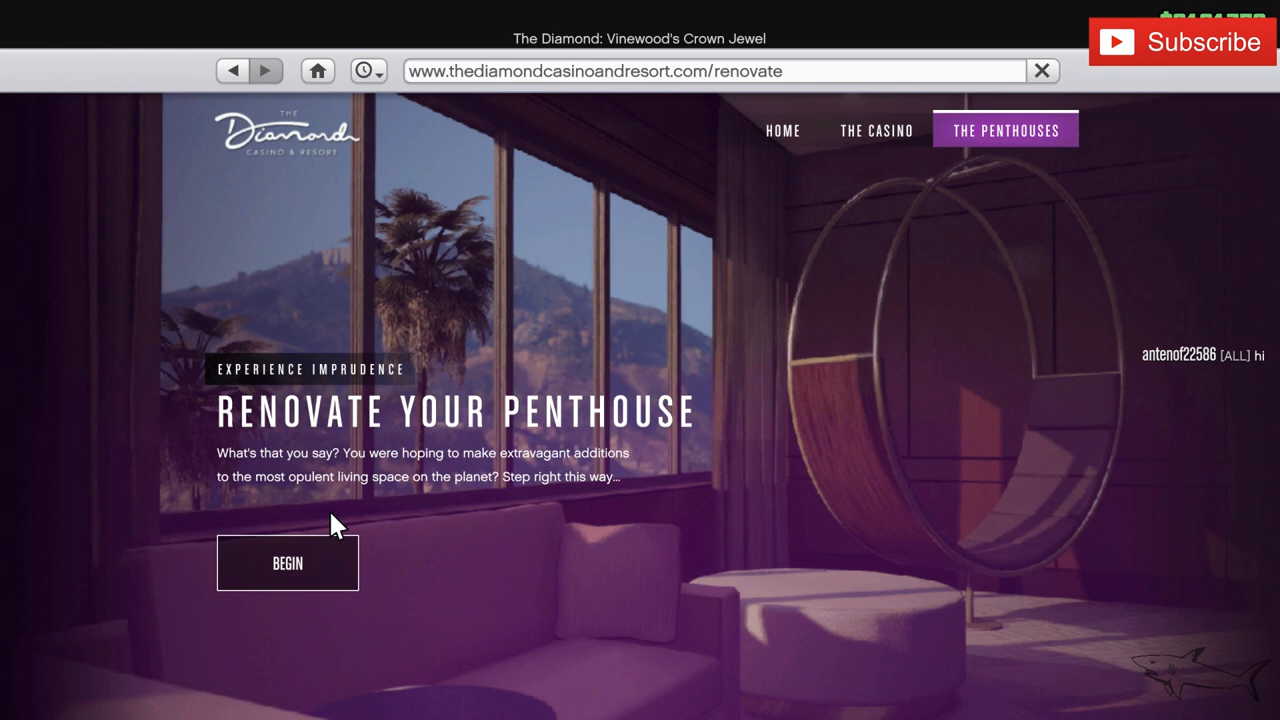 The Diamond: Vinewood's Crown Jewel
Subscribe
www.thediamondcasinoandresort.com/renovate
THE
Diamond
CASINO & RESORT
HOME
THE CASINO
THE PENTHOUSES
antenof22586 [ALL] hi
EXPERIENCE IMPRUDENCE
RENOVATE YOUR PENTHOUSE
What's that you say? You were hoping to make extravagant additions
to the most opulent living space on the planet? Step right this way...
BEGIN